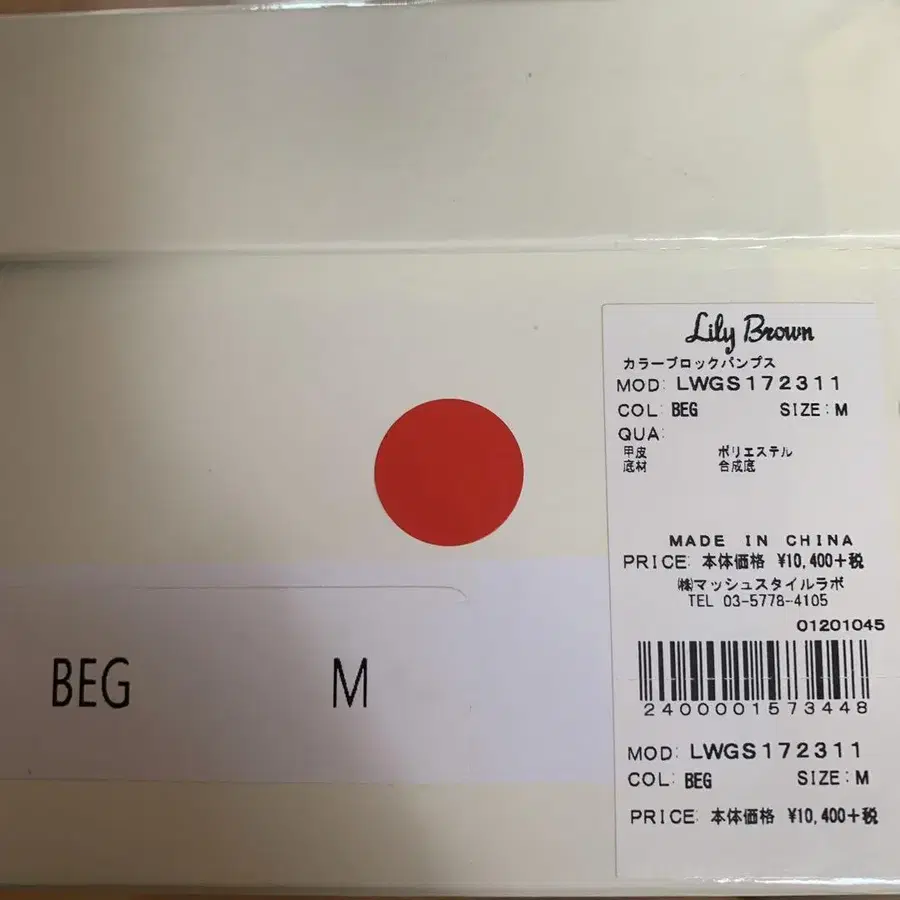 Lily Brown
カラーブロックパンプス
MOD: LWGS172311
COL: BEG SIZE:M
QUA:
甲皮 ポリエステル
底材 合成底
MADE IN CHINA
PRICE: 本体価格 ¥10,400+税
㈱マッシュスタイルラボ
TEL 03-5778-4105
01201045
2400001573448
MOD: LWGS172311
COL: BEG SIZE:M
PRICE: 本体価格 ¥10,400+税
BEG M